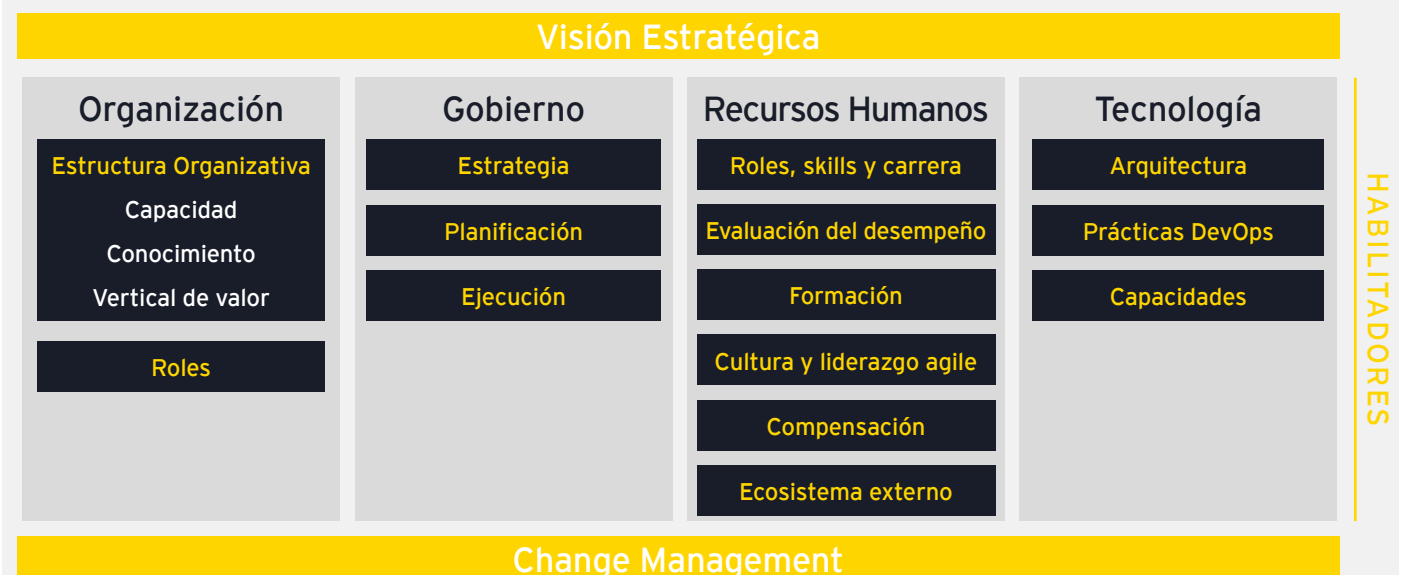 Visión Estratégica
Organización
Estructura Organizativa
Capacidad
Conocimiento
Vertical de valor
Roles
Gobierno
Estrategia
Planificación
Ejecución
Recursos Humanos
Roles, skills y carrera
Evaluación del desempeño
Formación
Cultura y liderazgo agile
Compensación
Ecosistema externo
Tecnología
Arquitectura
Prácticas DevOps
Capacidades
HABILITADORES
Change Management